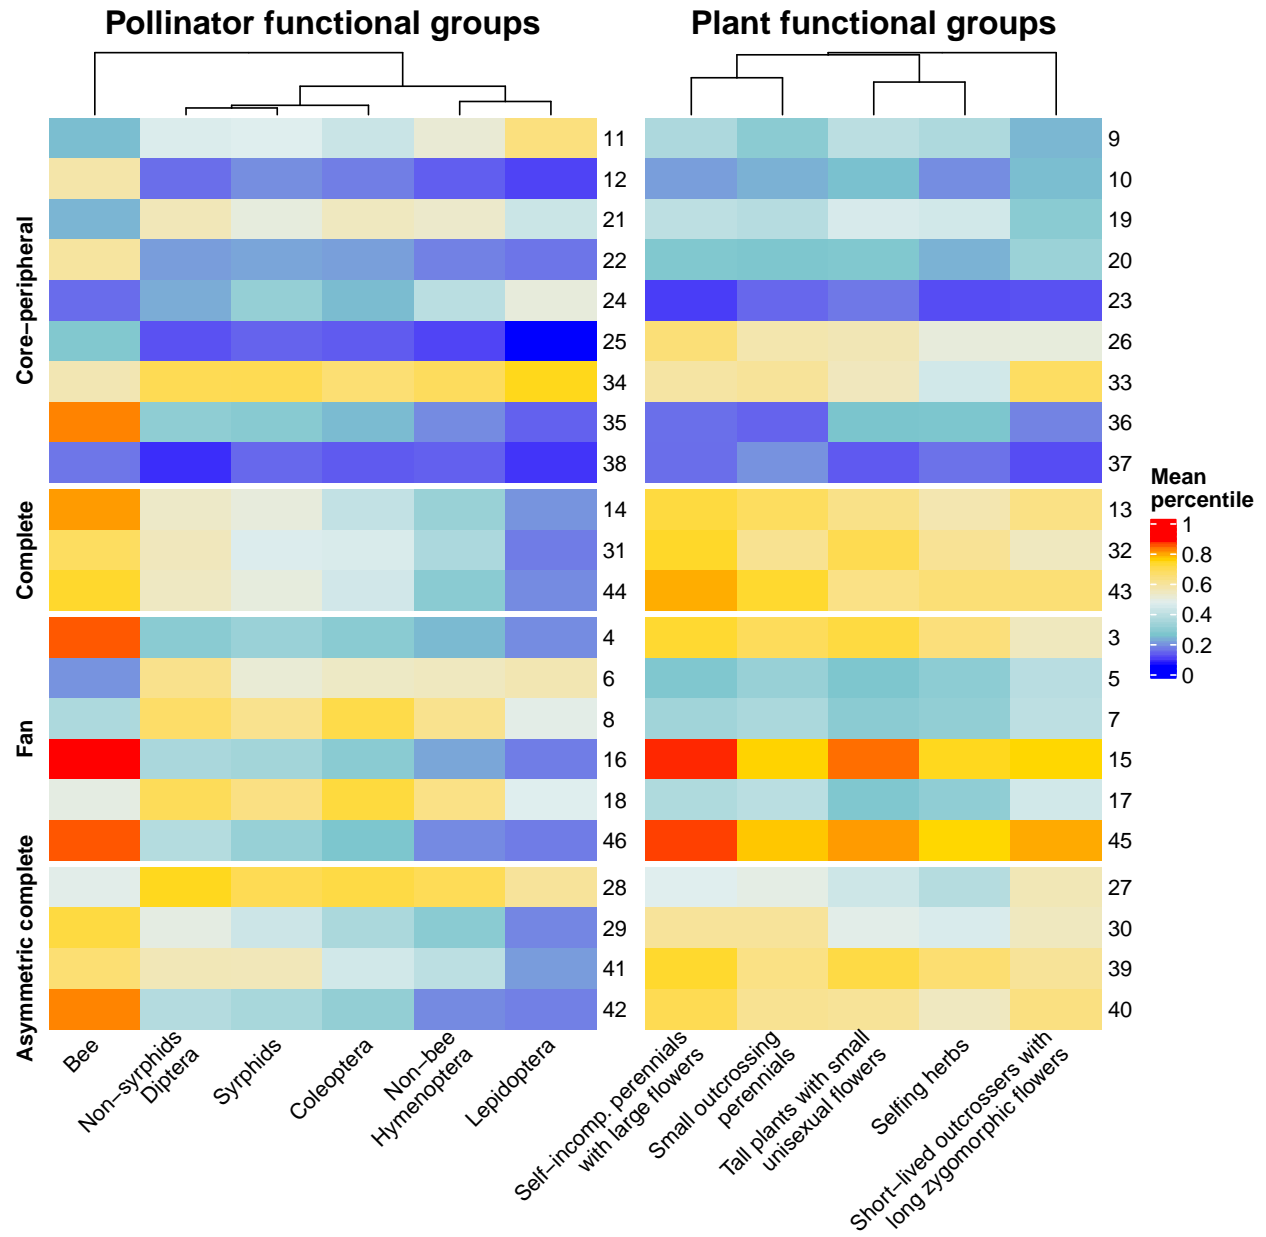 Pollinator functional groups
Plant functional groups
Core−peripheral
Complete
Fan
Asymmetric complete
11
12
21
22
24
25
34
35
38
14
31
44
4
6
8
16
18
46
28
29
41
42
9
10
19
20
23
26
33
36
37
13
32
43
3
5
7
15
17
45
27
30
39
40
Mean
percentile
1
0.8
0.6
0.4
0.2
0
Bee
Non−syrphids
Diptera
Syrphids
Coleoptera
Non−bee
Hymenoptera
Lepidoptera
Self−incomp. perennials
with large flowers
Small outcrossing
perennials
Tall plants with small
unisexual flowers
Selfing herbs
Short−lived outcrossers with
long zygomorphic flowers